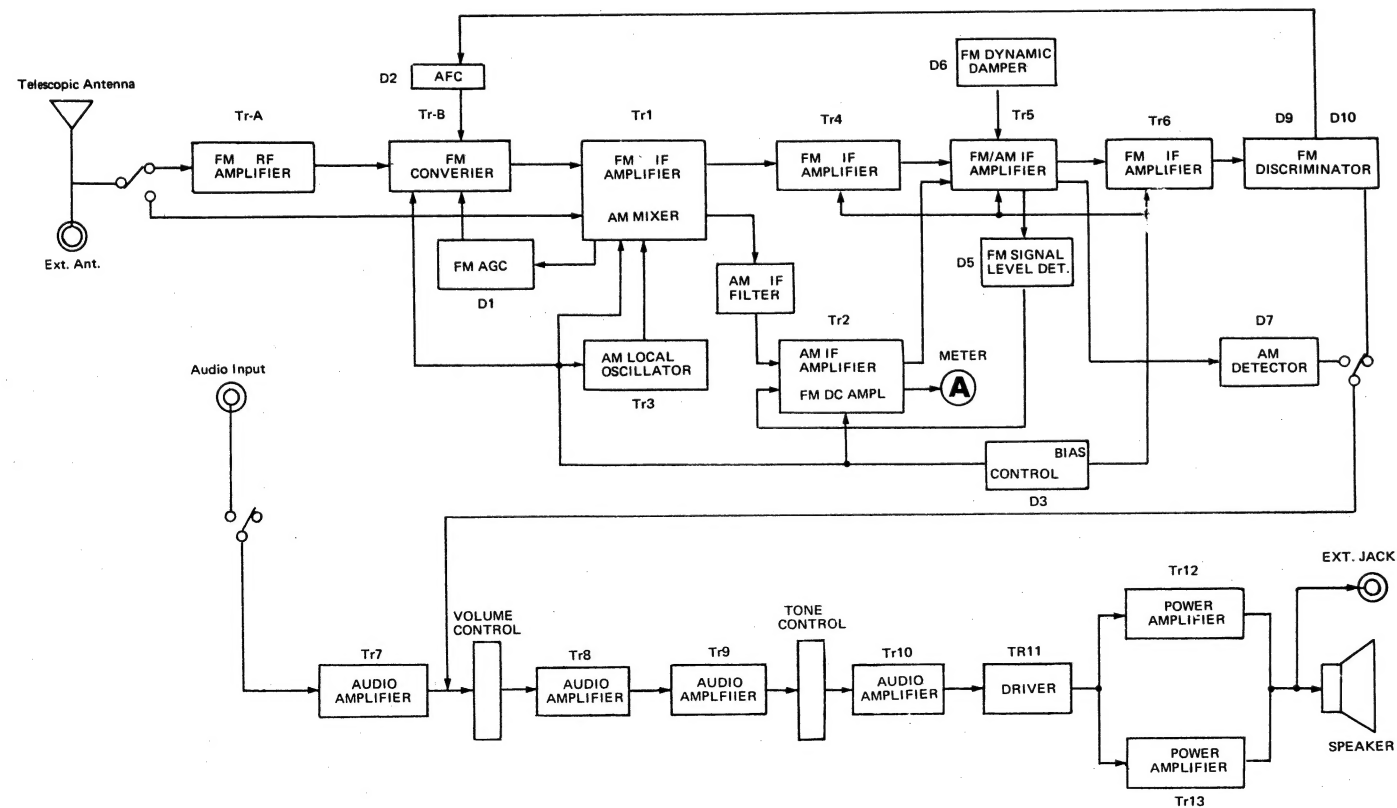 Telescopic Antenna
Ext. Ant.
Tr-A
FM RF
AMPLIFIER
D2
AFC
Tr-B
FM
CONVERIER
FM AGC
D1
Tr1
FM IF
AMPLIFIER
AM MIXER
AM LOCAL
OSCILLATOR
Tr3
AM IF
FILTER
Tr4
FM IF
AMPLIFIER
Tr2
AM IF
AMPLIFIER
FM DC AMPL
METER
A
D6
FM DYNAMIC
DAMPER
Tr5
FM/AM IF
AMPLIFIER
D5
FM SIGNAL
LEVEL DET.
Tr6
FM IF
AMPLIFIER
D9 D10
FM
DISCRIMINATOR
D7
AM
DETECTOR
BIAS
CONTROL
D3
Audio Input
Tr7
AUDIO
AMPLIFIER
VOLUME
CONTROL
Tr8
AUDIO
AMPLIFIER
Tr9
AUDIO
AMPLFIIER
TONE
CONTROL
Tr10
AUDIO
AMPLIFIER
TR11
DRIVER
Tr12
POWER
AMPLIFIER
POWER
AMPLIFIER
Tr13
EXT. JACK
SPEAKER